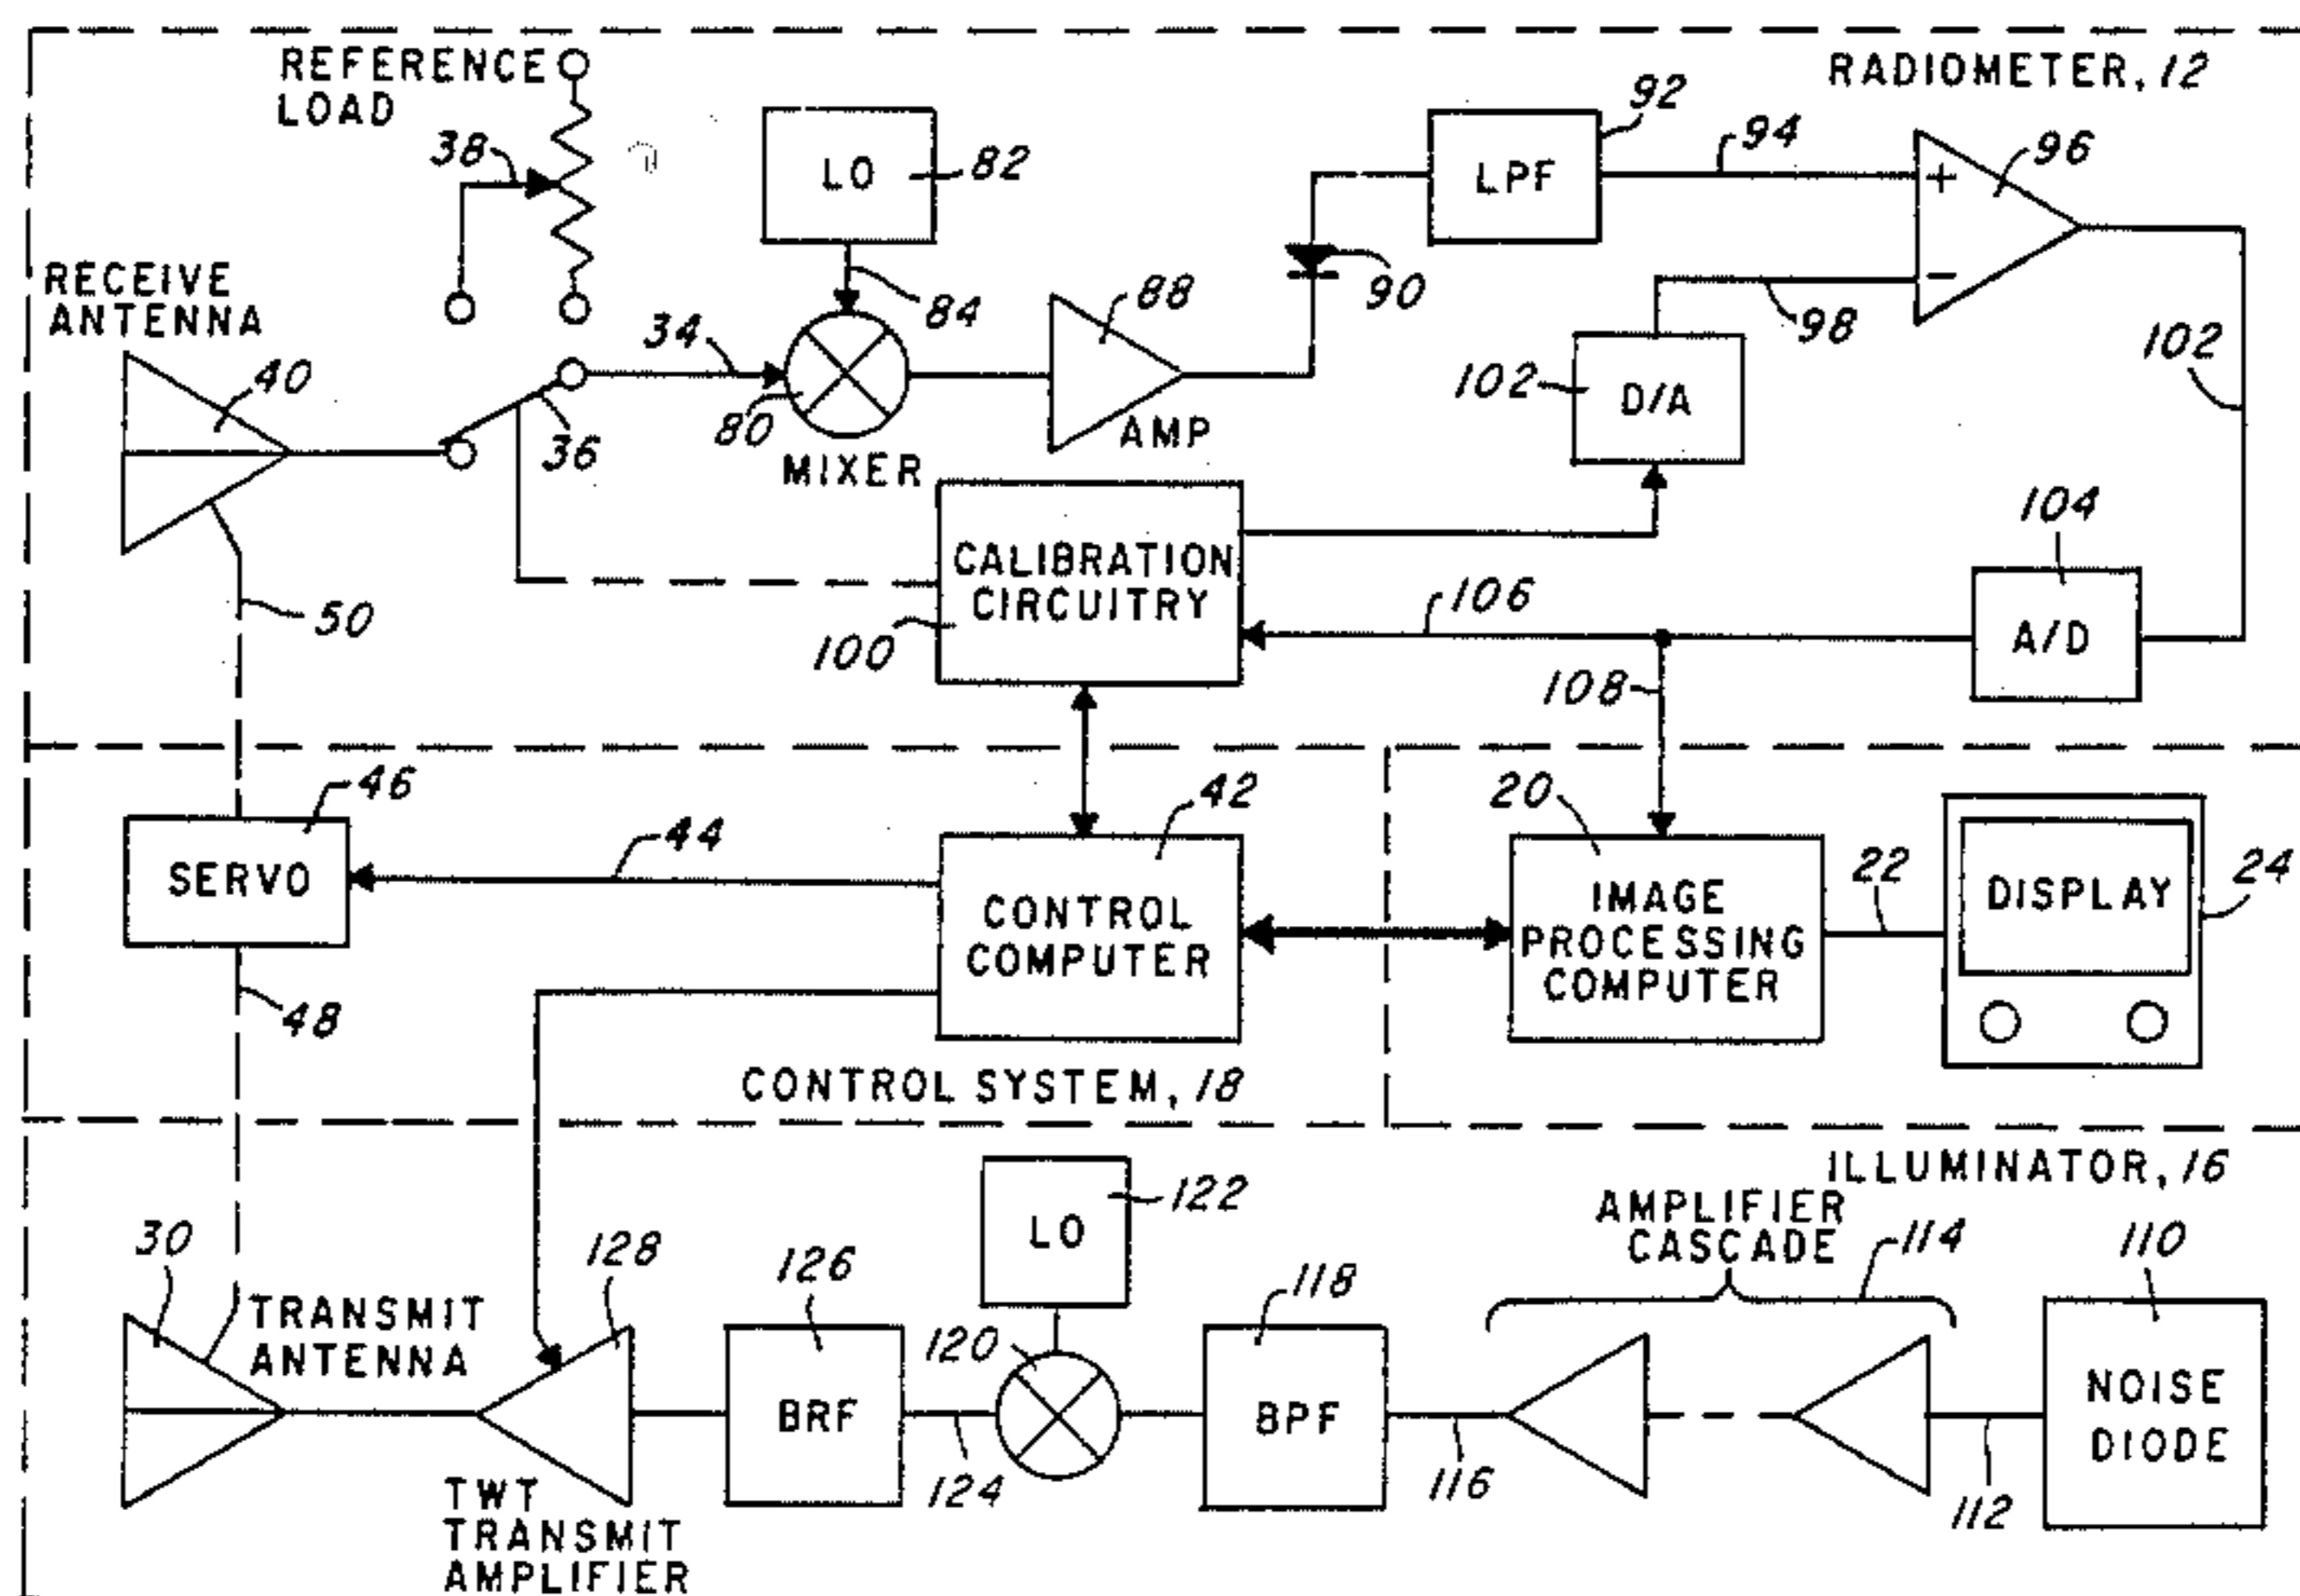 REFERENCE
LOAD
RADIOMETER, 12
38
LO
82
92
LPF
94
96
+
−
RECEIVE
ANTENNA
40
36
34
84
80
MIXER
88
AMP
90
98
102
D/A
102
CALIBRATION
CIRCUITRY
100
104
A/D
106
108
50
46
SERVO
44
42
CONTROL
COMPUTER
20
IMAGE
PROCESSING
COMPUTER
22
DISPLAY
24
48
CONTROL SYSTEM, 18
ILLUMINATOR, 16
30
TRANSMIT
ANTENNA
128
TWT
TRANSMIT
AMPLIFIER
126
BRF
122
LO
120
124
118
BPF
116
AMPLIFIER
CASCADE
114
112
110
NOISE
DIODE